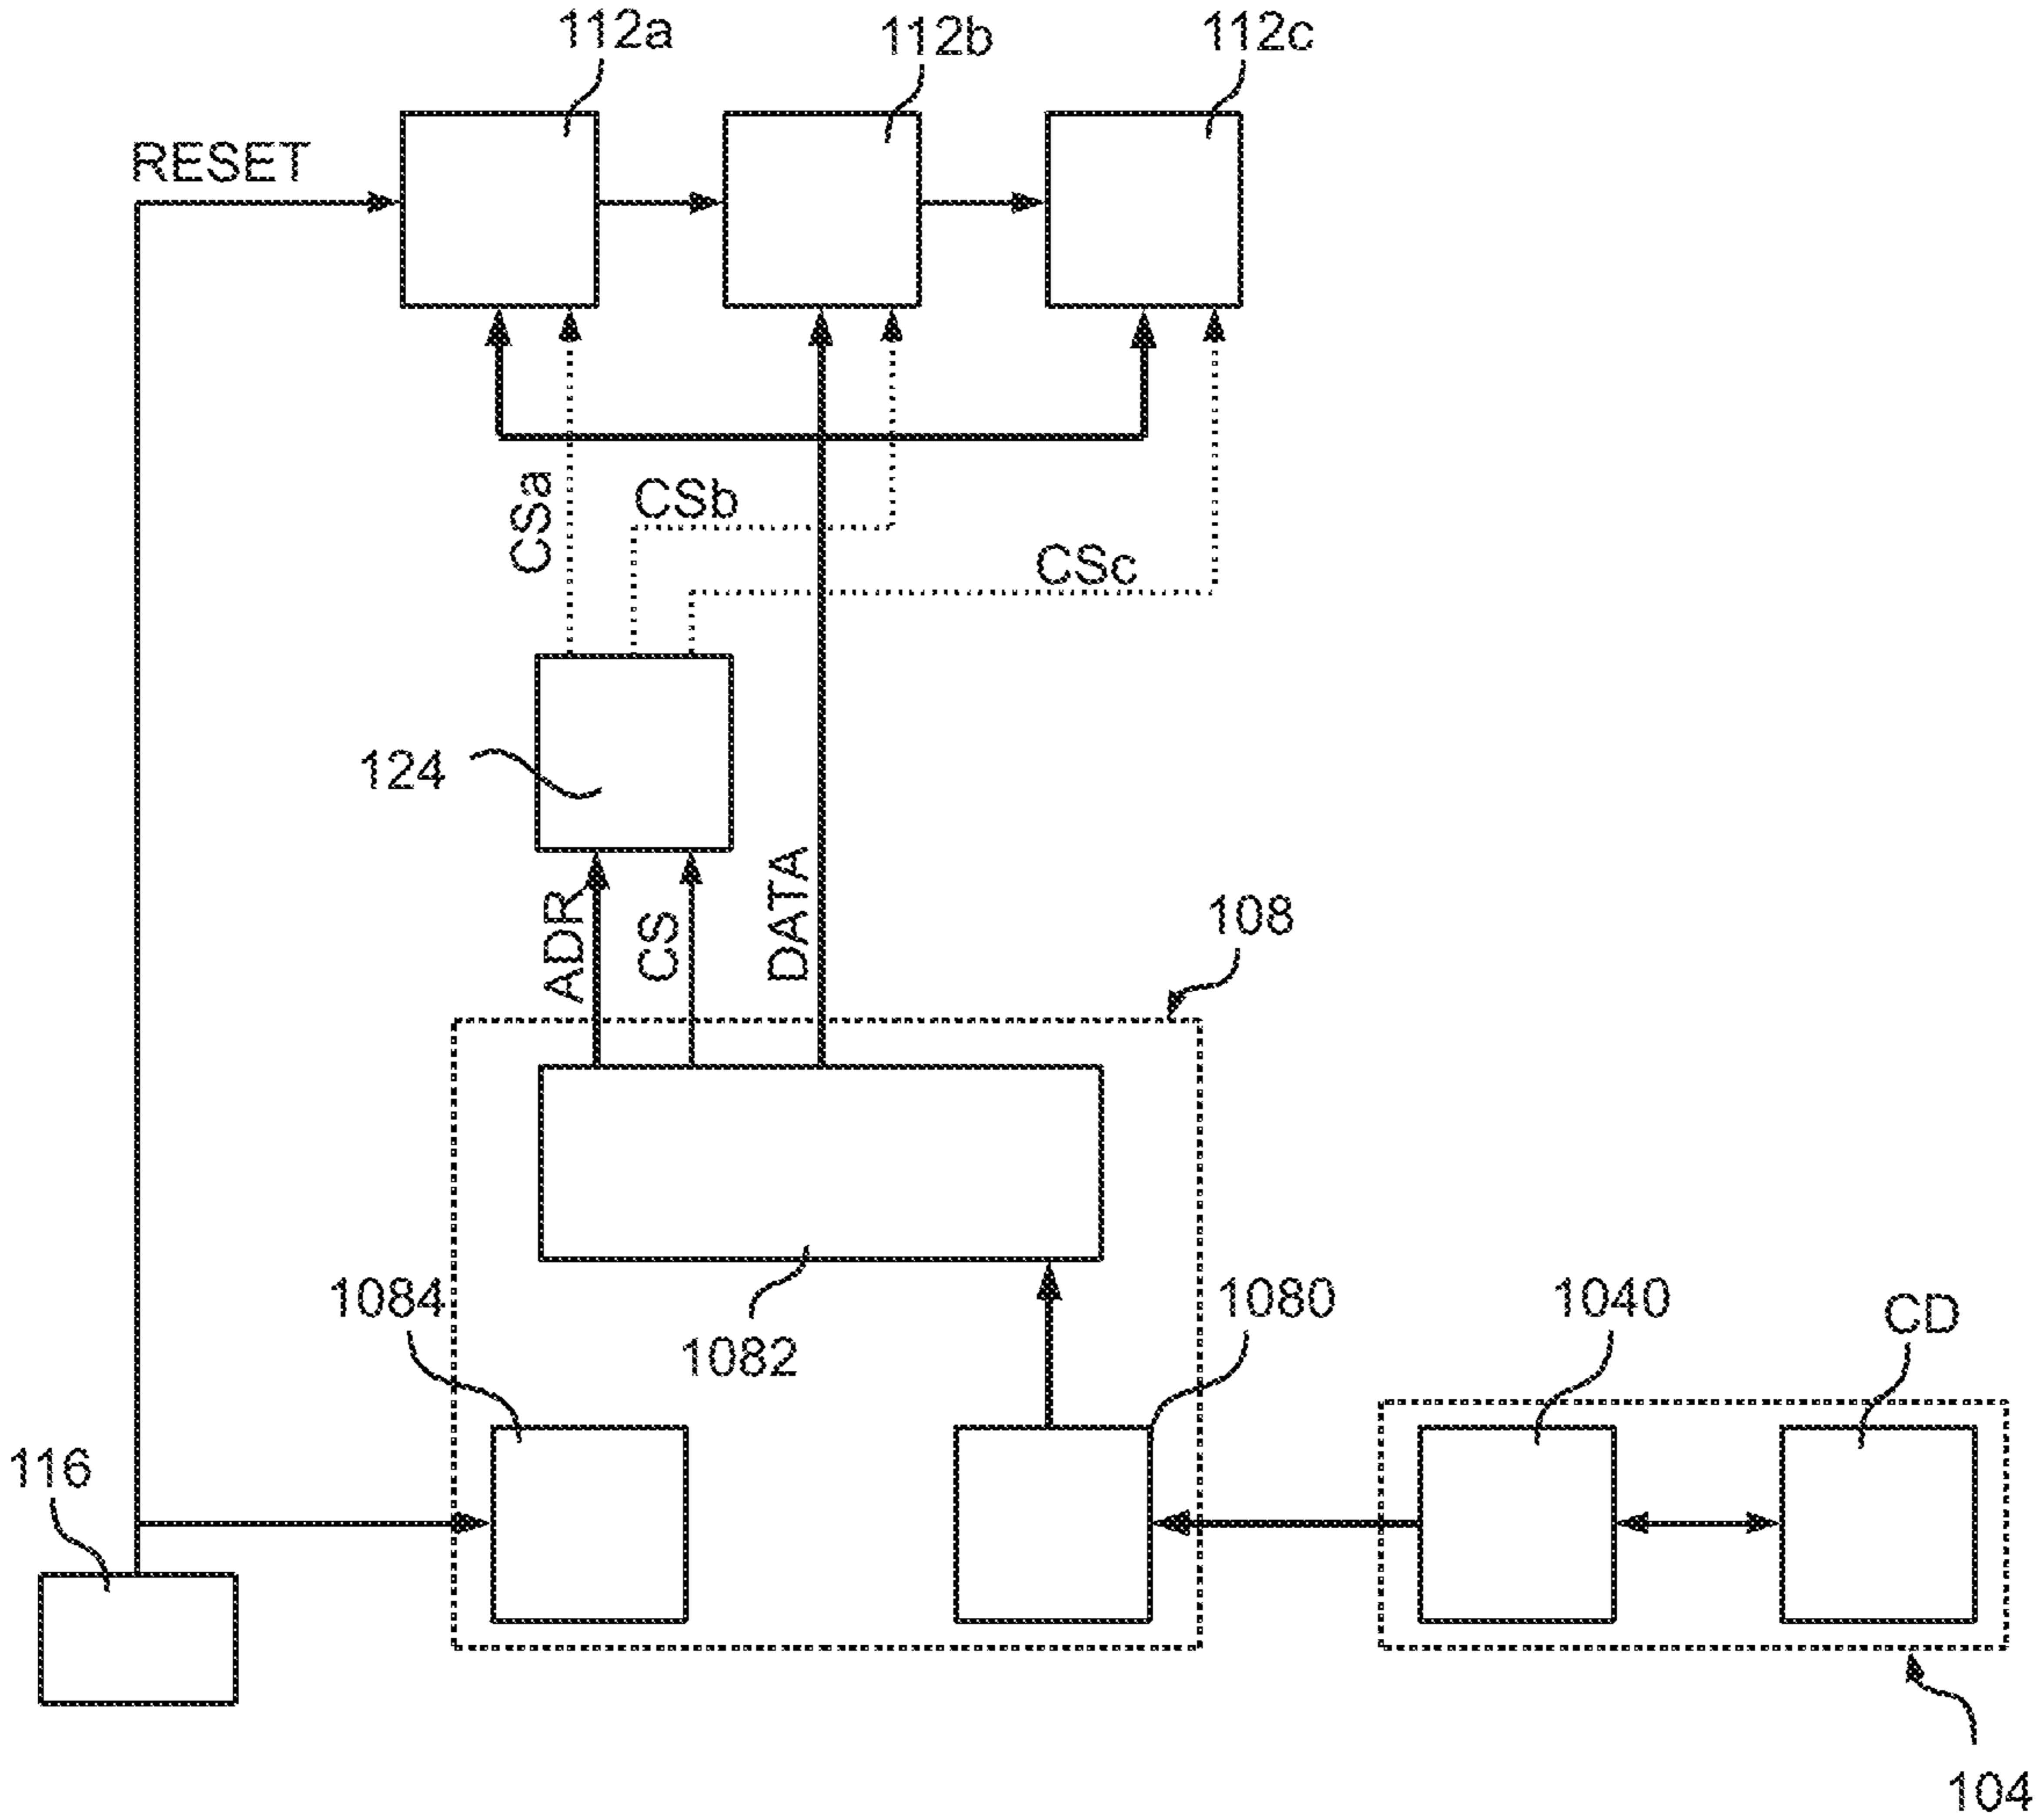 112a
112b
112c
RESET
CSa
CSb
CSc
124
ADR
CS
DATA
108
1084
1082
1080
1040
CD
116
104